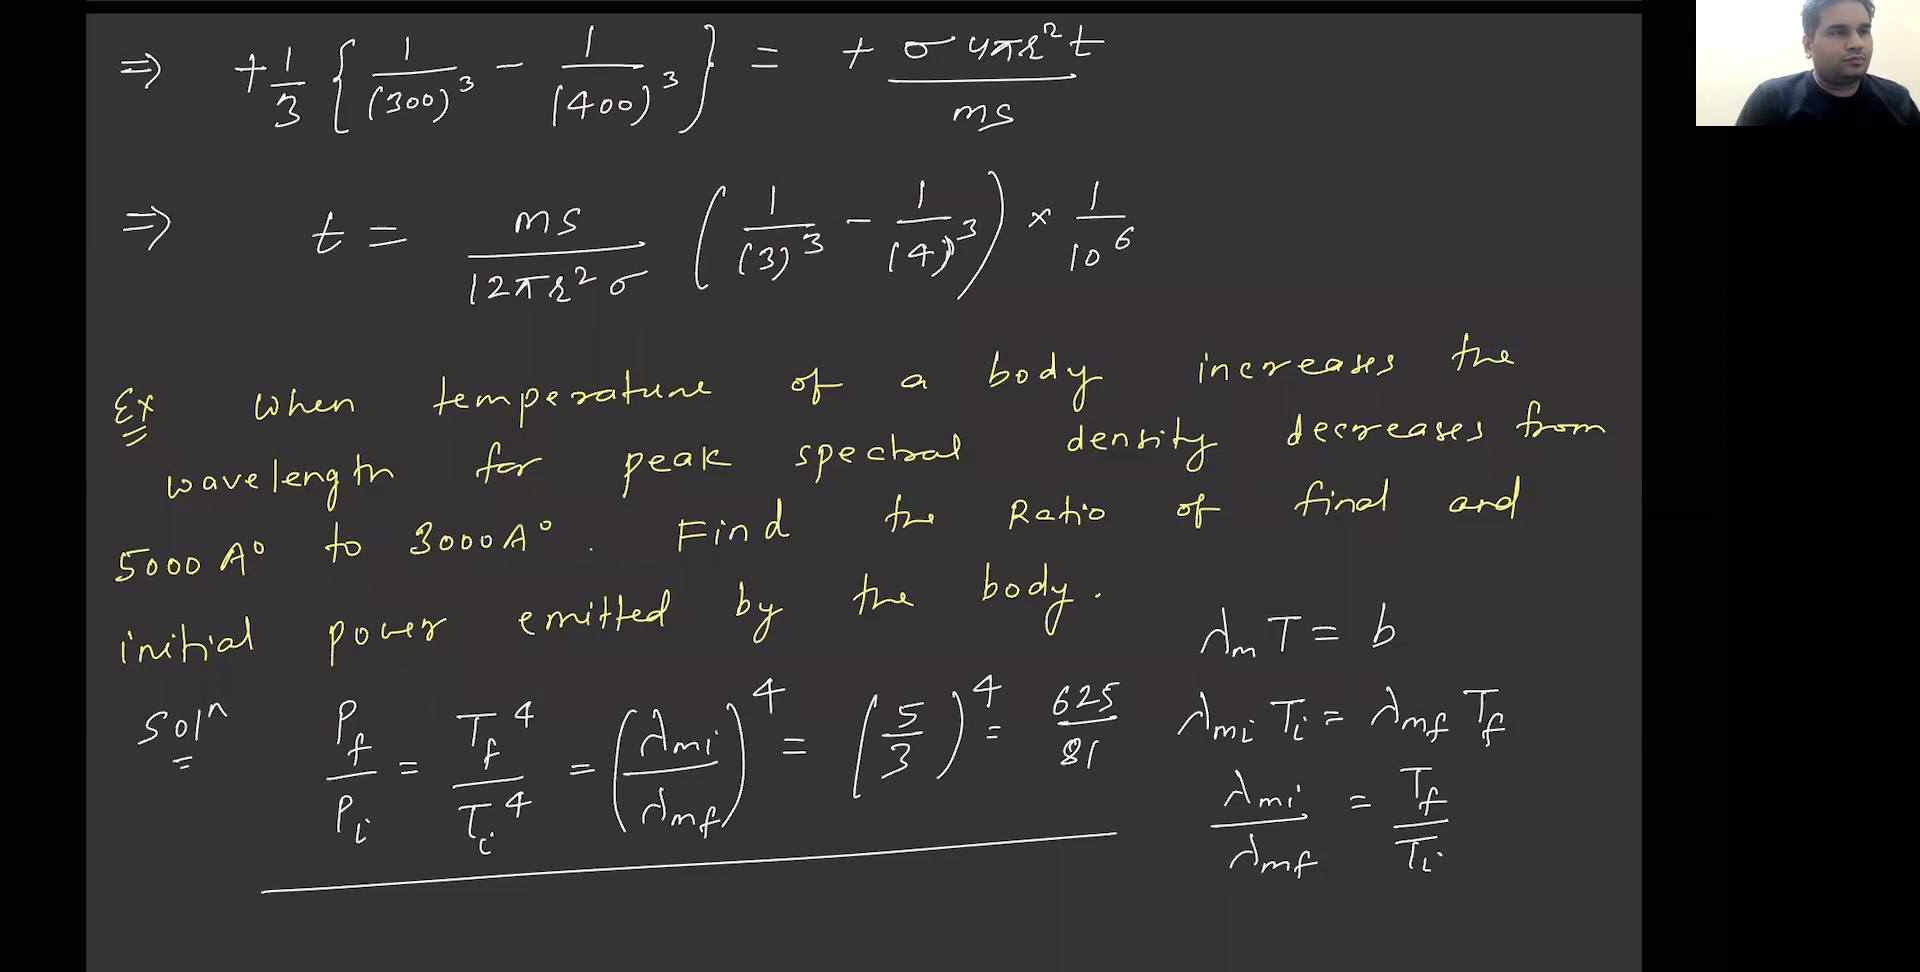 ⇒ +1/3 { 1/(300)^3 - 1/(400)^3 } = + σ 4πr^2 t / ms
⇒ t = ms / 12πr^2 σ ( 1/(3)^3 - 1/(4)^3 ) × 1/10^6
Ex When temperature of a body increases the
wavelength for peak spectral density decreases from
5000 A° to 3000 A°. Find the Ratio of final and
initial power emitted by the body.
λm T = b
Solⁿ Pf/Pi = Tf^4/Ti^4 = (λmi/λmf)^4 = (5/3)^4 = 625/81
λmi Ti = λmf Tf
λmi/λmf = Tf/Ti